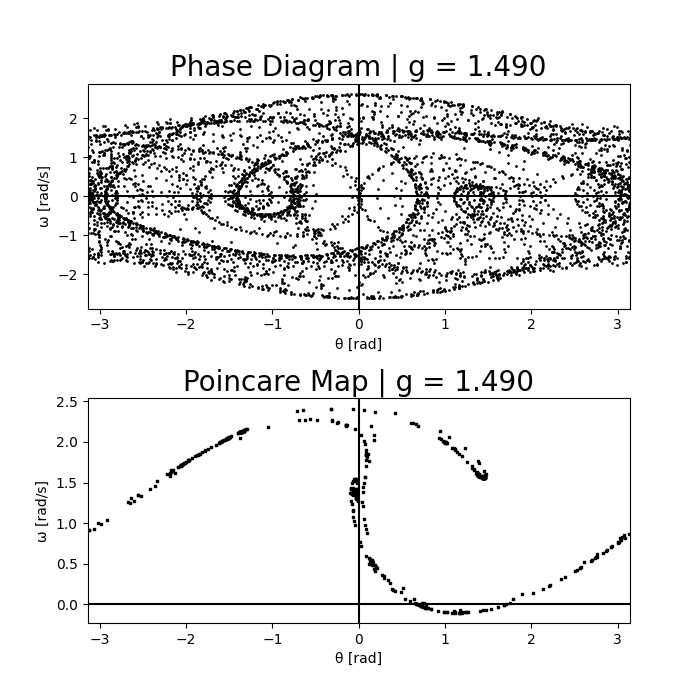 Phase Diagram | g = 1.490
2
1
0
−1
−2
ω [rad/s]
−3 −2 −1 0 1 2 3
θ [rad]
Poincare Map | g = 1.490
2.5
2.0
1.5
1.0
0.5
0.0
ω [rad/s]
−3 −2 −1 0 1 2 3
θ [rad]